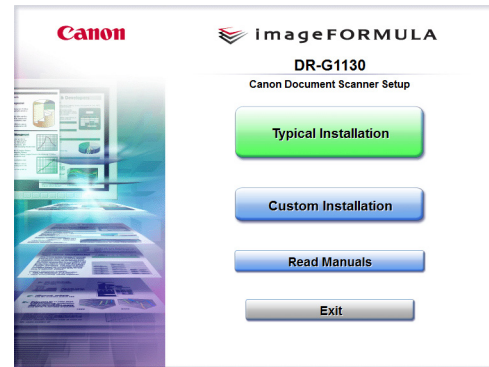 Canon
imageFORMULA
DR-G1130
Canon Document Scanner Setup
Typical Installation
Custom Installation
Read Manuals
Exit